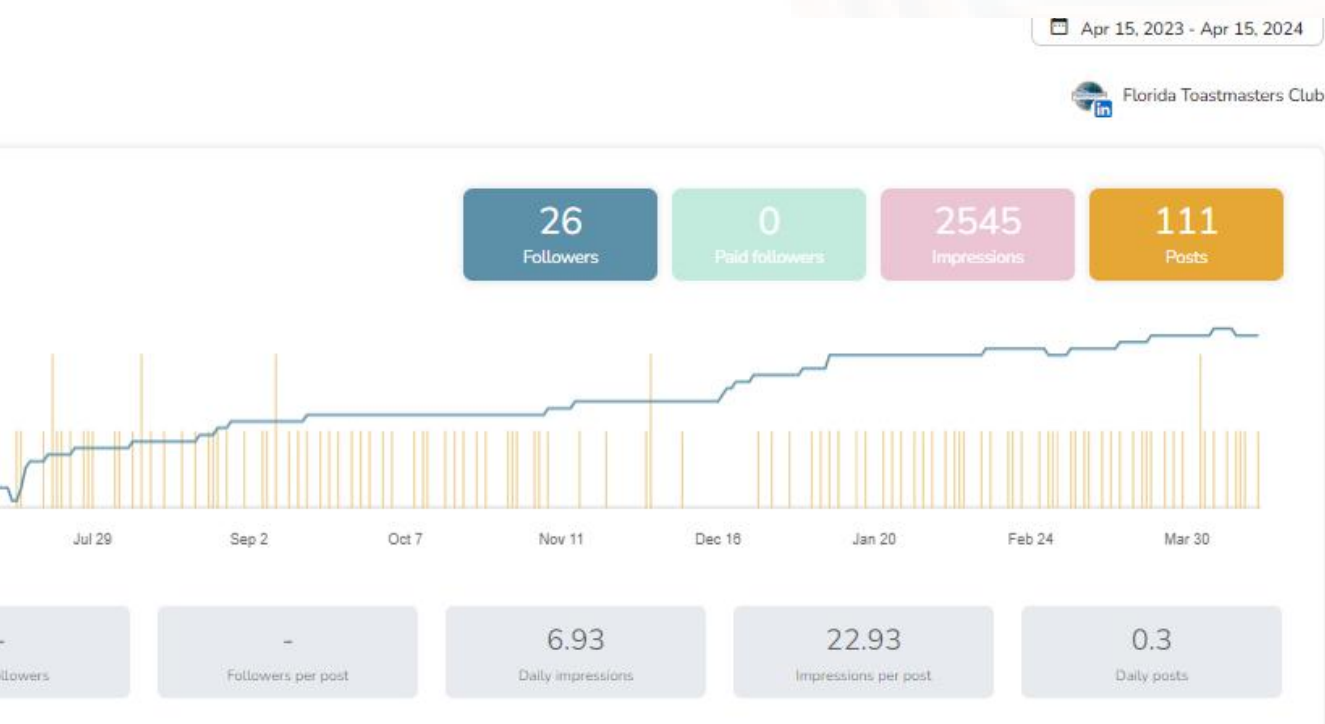 Apr 15, 2023 - Apr 15, 2024
in
Florida Toastmasters Club
26
Followers
0
Paid followers
2545
Impressions
111
Posts
Jul 29
Sep 2
Oct 7
Nov 11
Dec 16
Jan 20
Feb 24
Mar 30
-
-
Followers per post
6.93
Daily impressions
22.93
Impressions per post
0.3
Daily posts